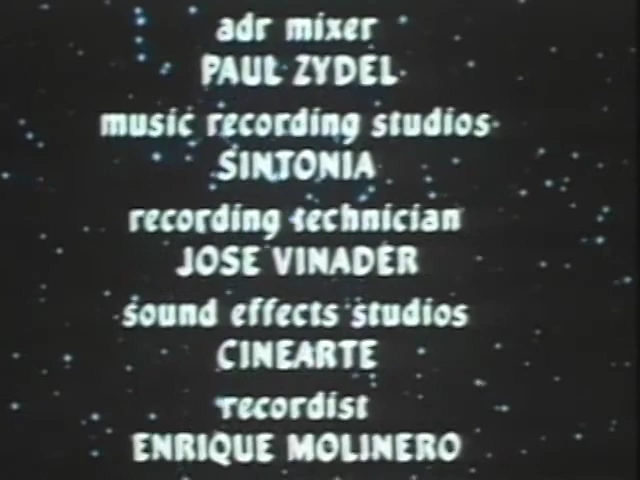 adr mixer
PAUL ZYDEL
music recording studios
SINTONIA
recording technician
JOSE VINADER
sound effects studios
CINEARTE
recordist
ENRIQUE MOLINERO